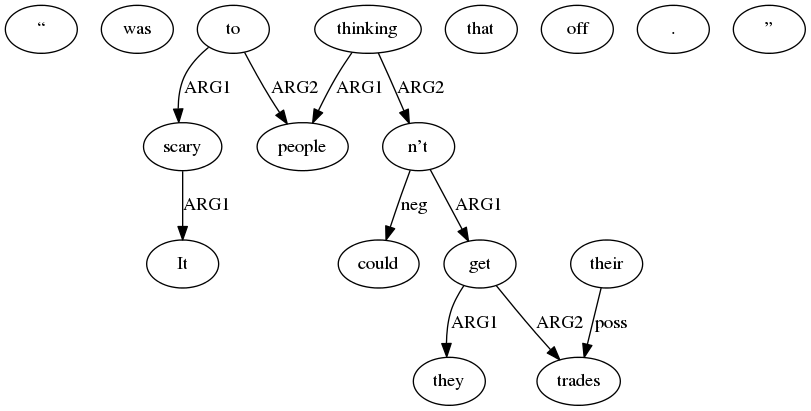 “ was to thinking that off . ”
ARG1 ARG2 ARG1 ARG2
scary people n’t
ARG1 neg ARG1
It could get their
ARG1 ARG2 poss
they trades